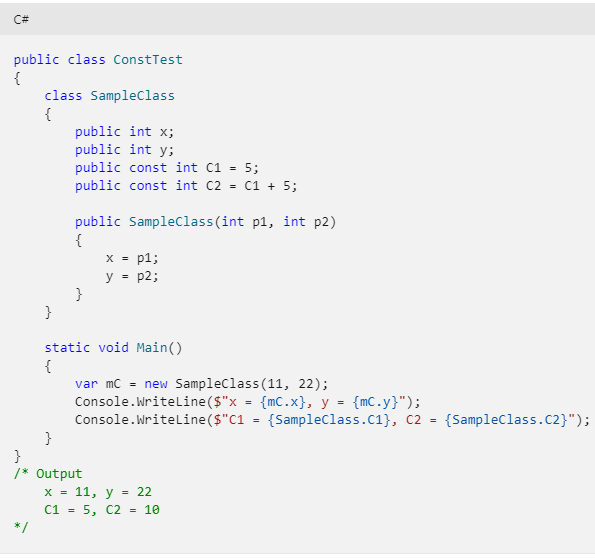 C#
public class ConstTest
{
    class SampleClass
    {
        public int x;
        public int y;
        public const int C1 = 5;
        public const int C2 = C1 + 5;

        public SampleClass(int p1, int p2)
        {
            x = p1;
            y = p2;
        }
    }

    static void Main()
    {
        var mC = new SampleClass(11, 22);
        Console.WriteLine($"x = {mC.x}, y = {mC.y}");
        Console.WriteLine($"C1 = {SampleClass.C1}, C2 = {SampleClass.C2}");
    }
}
/* Output
    x = 11, y = 22
    C1 = 5, C2 = 10
*/